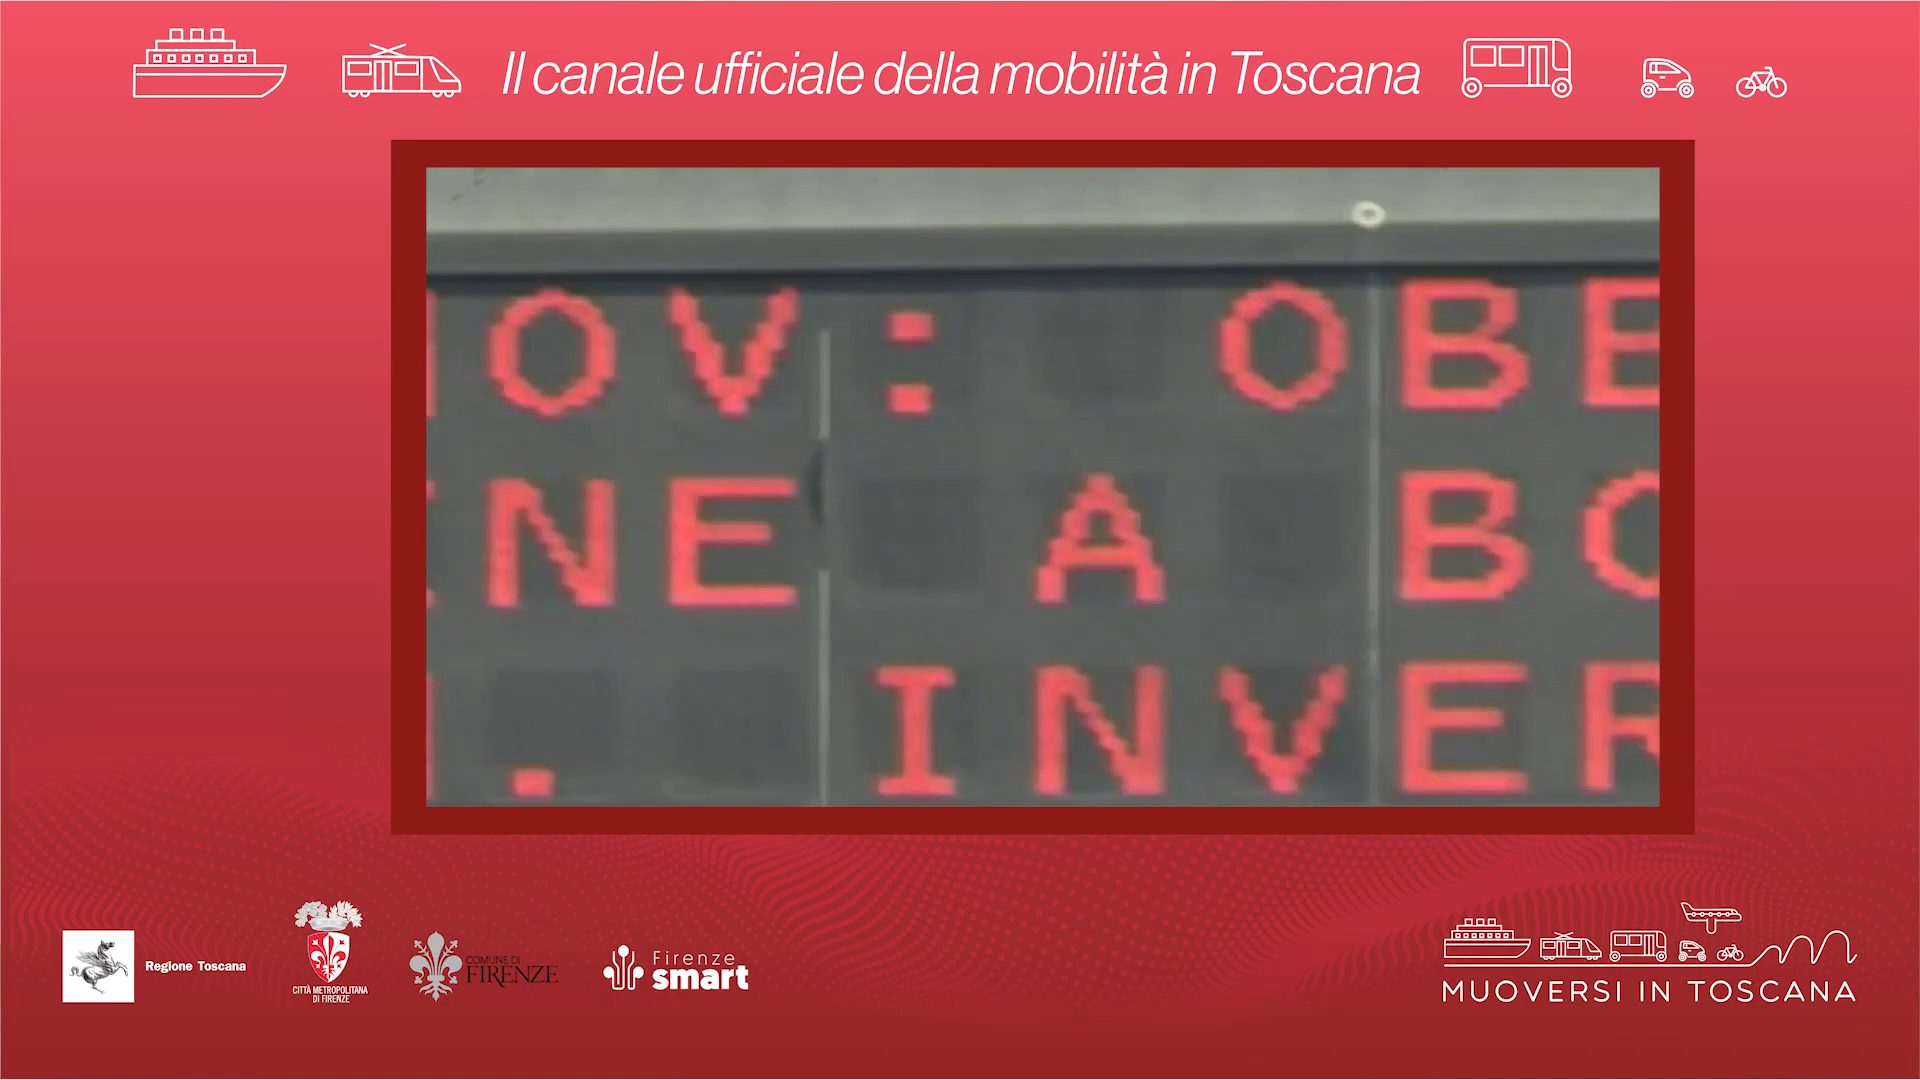 Il canale ufficiale della mobilità in Toscana
OV: OBE
NE A BO
. INVER
Regione Toscana
CITTÀ METROPOLITANA
DI FIRENZE
COMUNE DI
FIRENZE
Firenze
smart
MUOVERSI IN TOSCANA